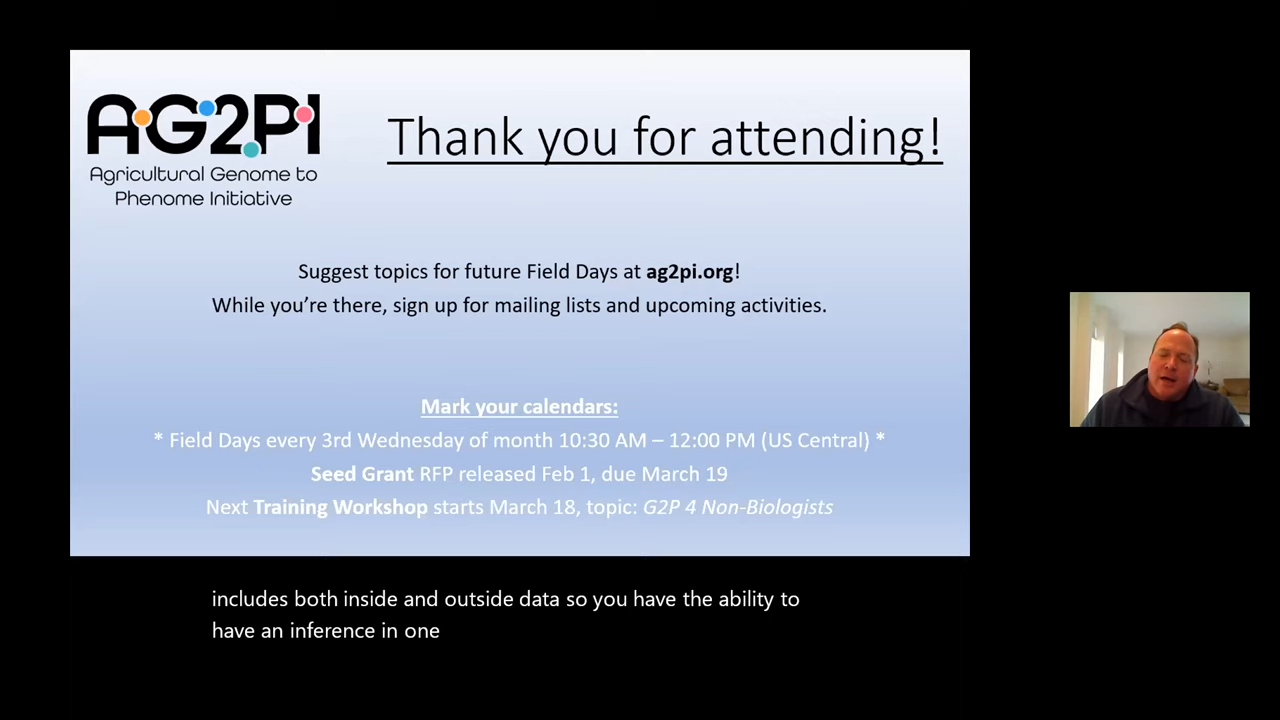 AG2PI
Agricultural Genome to
Phenome Initiative
Thank you for attending!
Suggest topics for future Field Days at ag2pi.org!
While you're there, sign up for mailing lists and upcoming activities.
Mark your calendars:
* Field Days every 3rd Wednesday of month 10:30 AM – 12:00 PM (US Central) *
Seed Grant RFP released Feb 1, due March 19
Next Training Workshop starts March 18, topic: G2P 4 Non-Biologists
includes both inside and outside data so you have the ability to
have an inference in one